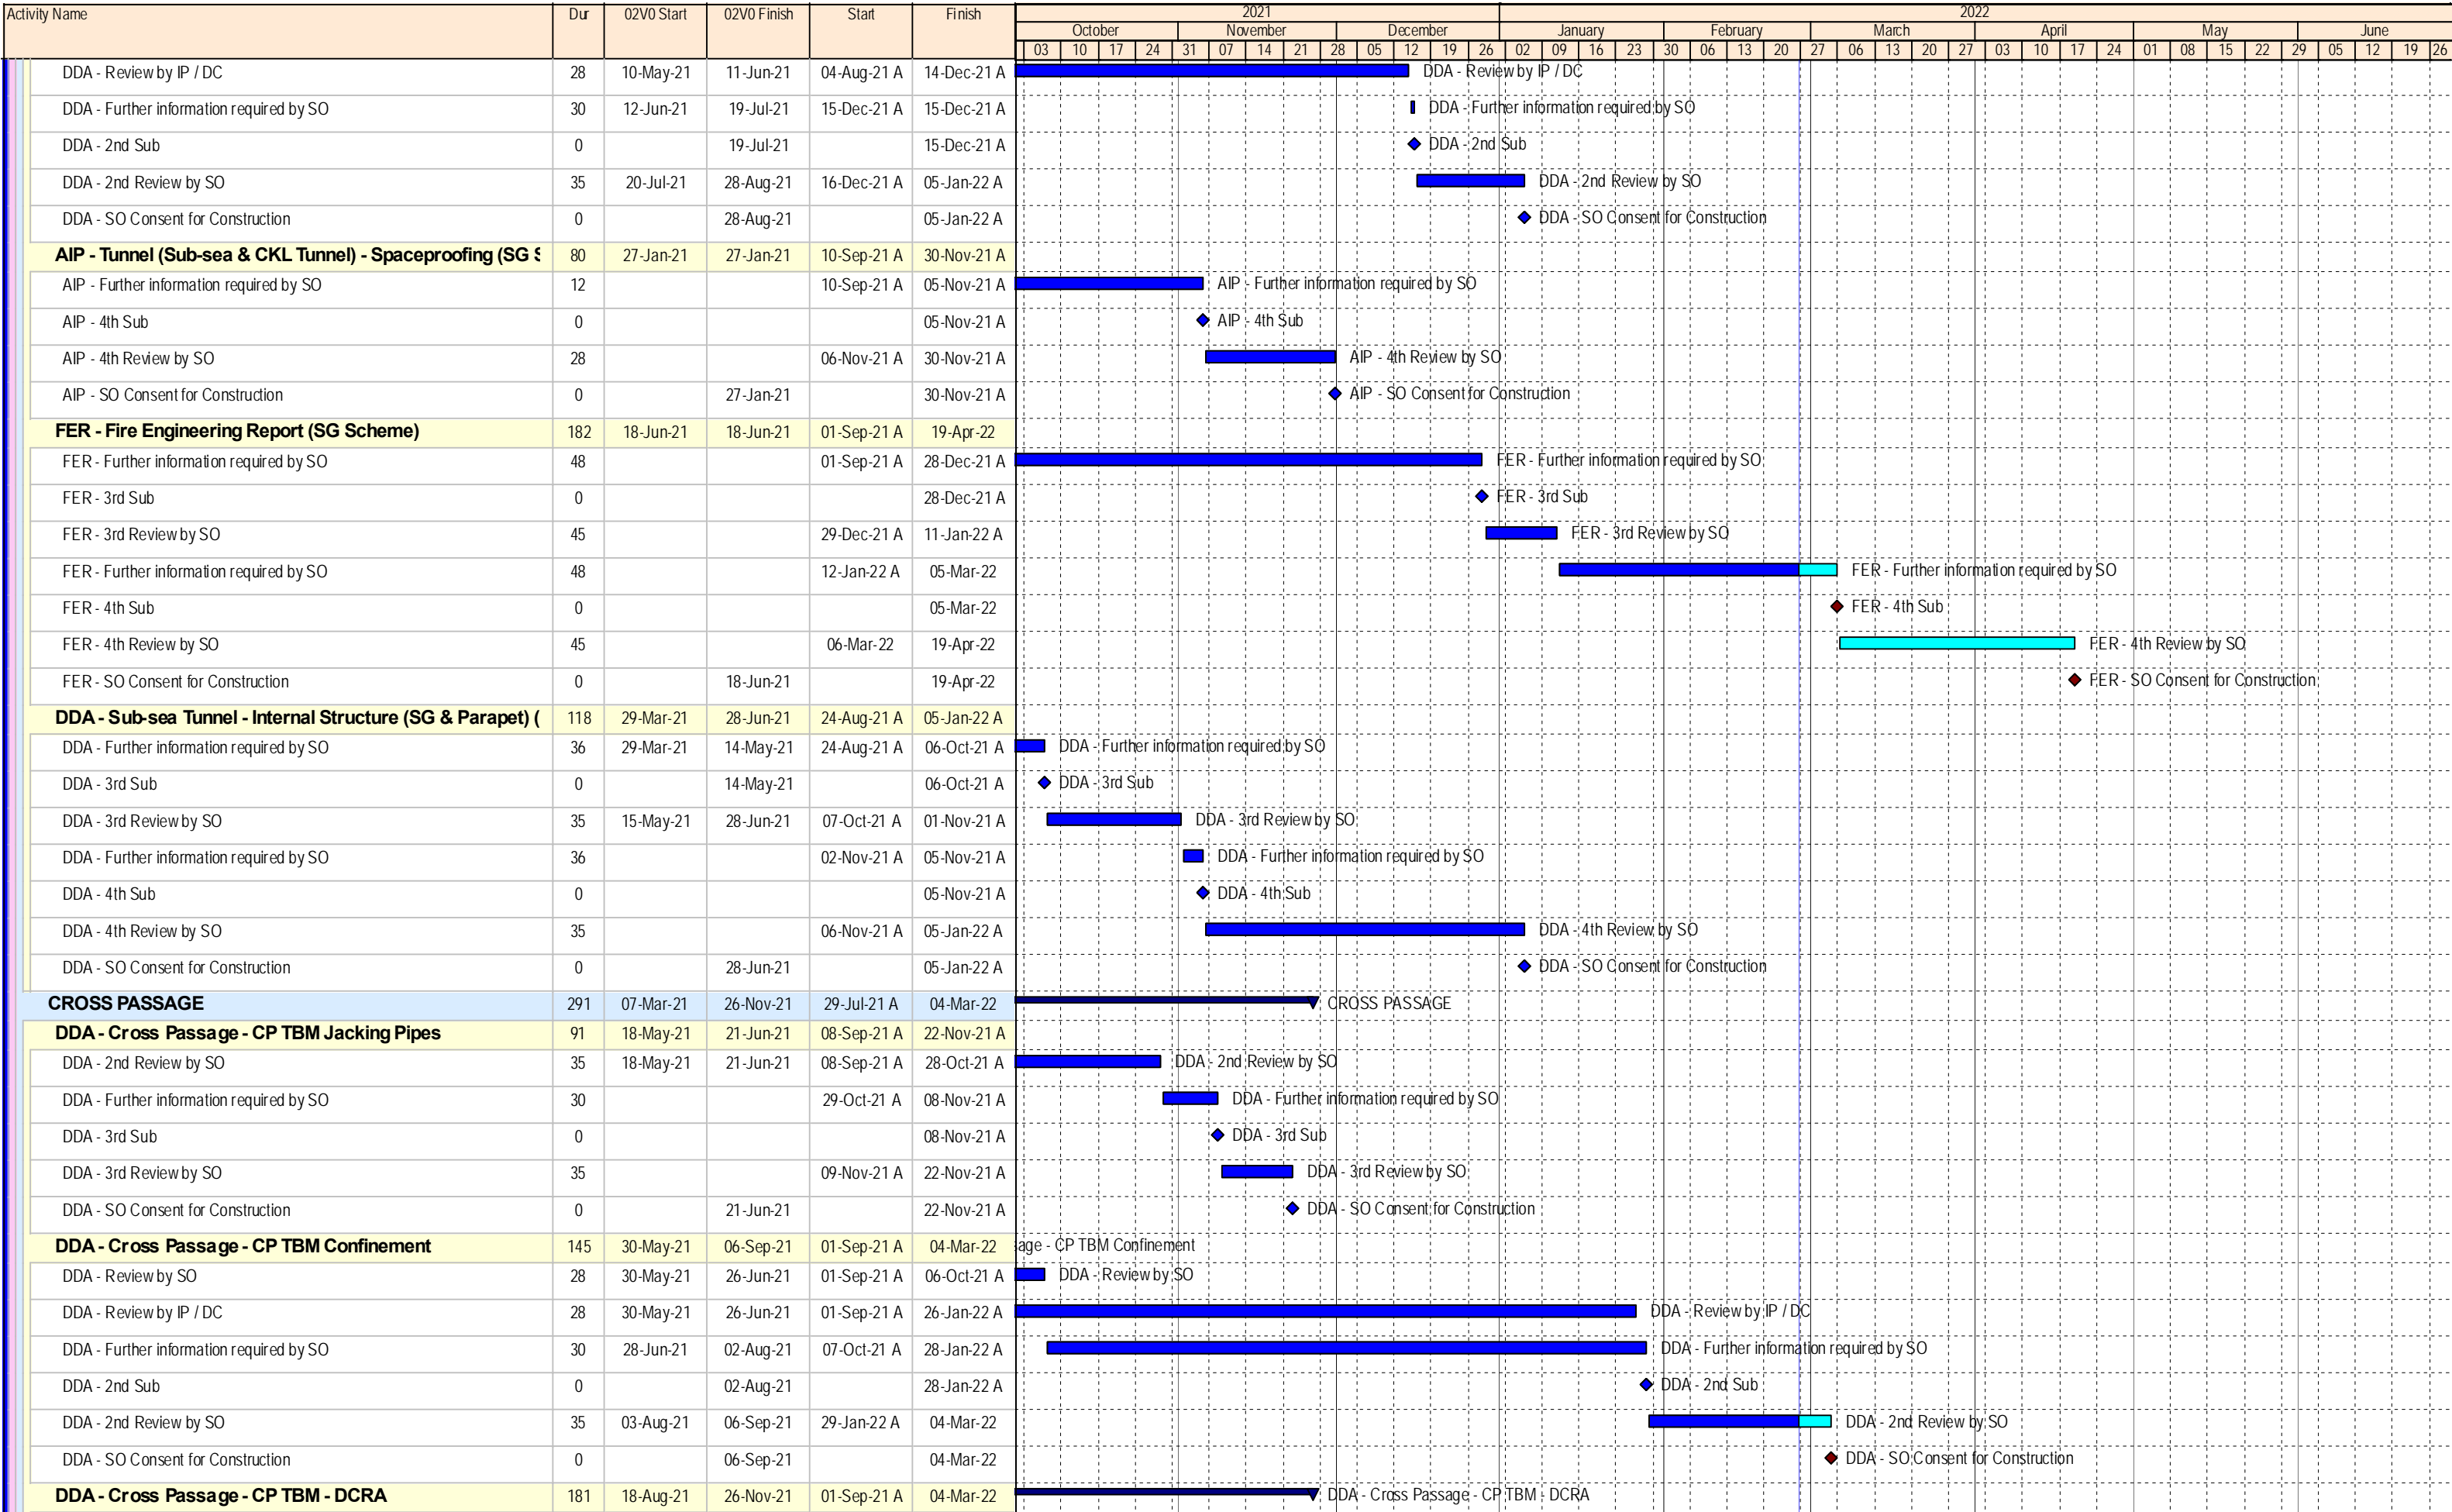 Activity Name Dur 02V0 Start 02V0 Finish Start Finish 2021 2022
October November December January February March April May June
03 10 17 24 31 07 14 21 28 05 12 19 26 02 09 16 23 30 06 13 20 27 06 13 20 27 03 10 17 24 01 08 15 22 29 05 12 19 26
DDA - Review by IP / DC 28 10-May-21 11-Jun-21 04-Aug-21 A 14-Dec-21 A DDA - Review by IP / DC
DDA - Further information required by SO 30 12-Jun-21 19-Jul-21 15-Dec-21 A 15-Dec-21 A DDA - Further information required by SO
DDA - 2nd Sub 0 19-Jul-21 15-Dec-21 A DDA - 2nd Sub
DDA - 2nd Review by SO 35 20-Jul-21 28-Aug-21 16-Dec-21 A 05-Jan-22 A DDA - 2nd Review by SO
DDA - SO Consent for Construction 0 28-Aug-21 05-Jan-22 A DDA - SO Consent for Construction
AIP - Tunnel (Sub-sea & CKL Tunnel) - Spaceproofing (SG S 80 27-Jan-21 27-Jan-21 10-Sep-21 A 30-Nov-21 A
AIP - Further information required by SO 12 10-Sep-21 A 05-Nov-21 A AIP - Further information required by SO
AIP - 4th Sub 0 05-Nov-21 A AIP - 4th Sub
AIP - 4th Review by SO 28 06-Nov-21 A 30-Nov-21 A AIP - 4th Review by SO
AIP - SO Consent for Construction 0 27-Jan-21 30-Nov-21 A AIP - SO Consent for Construction
FER - Fire Engineering Report (SG Scheme) 182 18-Jun-21 18-Jun-21 01-Sep-21 A 19-Apr-22
FER - Further information required by SO 48 01-Sep-21 A 28-Dec-21 A FER - Further information required by SO
FER - 3rd Sub 0 28-Dec-21 A FER - 3rd Sub
FER - 3rd Review by SO 45 29-Dec-21 A 11-Jan-22 A FER - 3rd Review by SO
FER - Further information required by SO 48 12-Jan-22 A 05-Mar-22 FER - Further information required by SO
FER - 4th Sub 0 05-Mar-22 FER - 4th Sub
FER - 4th Review by SO 45 06-Mar-22 19-Apr-22 FER - 4th Review by SO
FER - SO Consent for Construction 0 18-Jun-21 19-Apr-22 FER - SO Consent for Construction
DDA - Sub-sea Tunnel - Internal Structure (SG & Parapet) ( 118 29-Mar-21 28-Jun-21 24-Aug-21 A 05-Jan-22 A
DDA - Further information required by SO 36 29-Mar-21 14-May-21 24-Aug-21 A 06-Oct-21 A DDA - Further information required by SO
DDA - 3rd Sub 0 14-May-21 06-Oct-21 A DDA - 3rd Sub
DDA - 3rd Review by SO 35 15-May-21 28-Jun-21 07-Oct-21 A 01-Nov-21 A DDA - 3rd Review by SO
DDA - Further information required by SO 36 02-Nov-21 A 05-Nov-21 A DDA - Further information required by SO
DDA - 4th Sub 0 05-Nov-21 A DDA - 4th Sub
DDA - 4th Review by SO 35 06-Nov-21 A 05-Jan-22 A DDA - 4th Review by SO
DDA - SO Consent for Construction 0 28-Jun-21 05-Jan-22 A DDA - SO Consent for Construction
CROSS PASSAGE 291 07-Mar-21 26-Nov-21 29-Jul-21 A 04-Mar-22 CROSS PASSAGE
DDA - Cross Passage - CP TBM Jacking Pipes 91 18-May-21 21-Jun-21 08-Sep-21 A 22-Nov-21 A
DDA - 2nd Review by SO 35 18-May-21 21-Jun-21 08-Sep-21 A 28-Oct-21 A DDA - 2nd Review by SO
DDA - Further information required by SO 30 29-Oct-21 A 08-Nov-21 A DDA - Further information required by SO
DDA - 3rd Sub 0 08-Nov-21 A DDA - 3rd Sub
DDA - 3rd Review by SO 35 09-Nov-21 A 22-Nov-21 A DDA - 3rd Review by SO
DDA - SO Consent for Construction 0 21-Jun-21 22-Nov-21 A DDA - SO Consent for Construction
DDA - Cross Passage - CP TBM Confinement 145 30-May-21 06-Sep-21 01-Sep-21 A 04-Mar-22 age - CP TBM Confinement
DDA - Review by SO 28 30-May-21 26-Jun-21 01-Sep-21 A 06-Oct-21 A DDA - Review by SO
DDA - Review by IP / DC 28 30-May-21 26-Jun-21 01-Sep-21 A 26-Jan-22 A DDA - Review by IP / DC
DDA - Further information required by SO 30 28-Jun-21 02-Aug-21 07-Oct-21 A 28-Jan-22 A DDA - Further information required by SO
DDA - 2nd Sub 0 02-Aug-21 28-Jan-22 A DDA - 2nd Sub
DDA - 2nd Review by SO 35 03-Aug-21 06-Sep-21 29-Jan-22 A 04-Mar-22 DDA - 2nd Review by SO
DDA - SO Consent for Construction 0 06-Sep-21 04-Mar-22 DDA - SO Consent for Construction
DDA - Cross Passage - CP TBM - DCRA 181 18-Aug-21 26-Nov-21 01-Sep-21 A 04-Mar-22 DDA - Cross Passage - CP TBM - DCRA